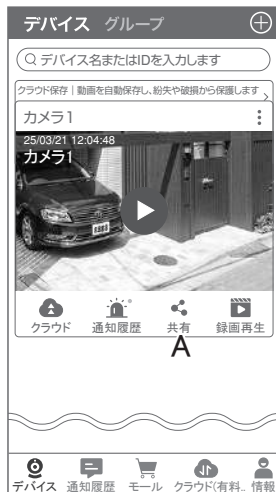 デバイス グループ
デバイス名またはIDを入力します
クラウド保存｜動画を自動保存し、紛失や破損から保護します
カメラ1
25/03/21 12:04:48
カメラ1
クラウド 通知履歴 共有 録画再生
A
デバイス 通知履歴 モール クラウド(有料.. 情報